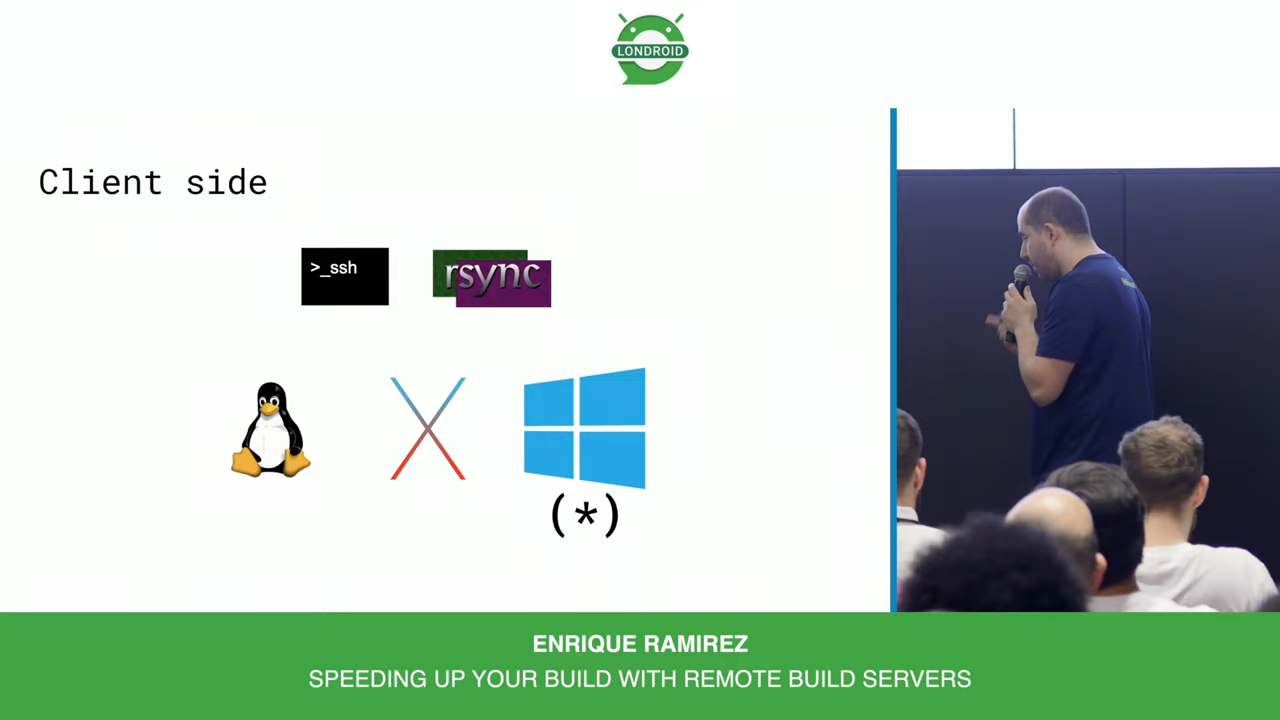 LONDROID
Client side
>_ssh
rsync
(*)
ENRIQUE RAMIREZ
SPEEDING UP YOUR BUILD WITH REMOTE BUILD SERVERS